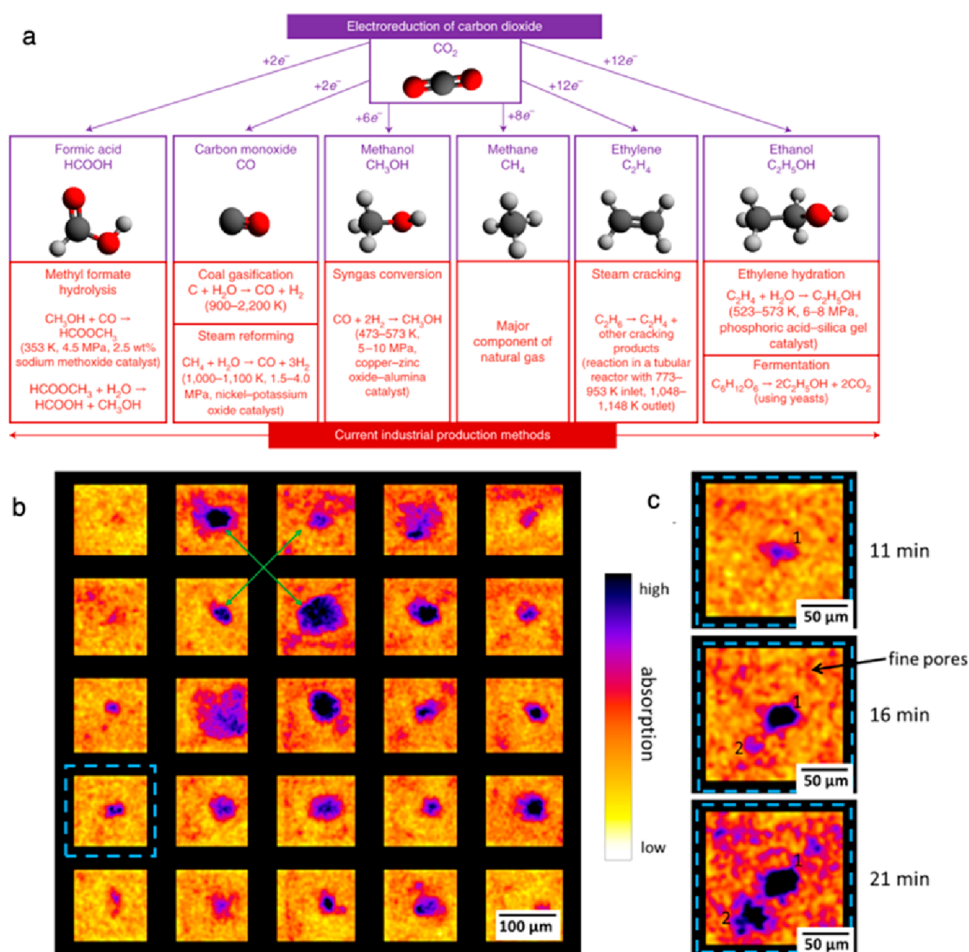 a
Electroreduction of carbon dioxide
CO₂
+2e⁻
+2e⁻
+6e⁻
+8e⁻
+12e⁻
+12e⁻
Formic acid
HCOOH
Carbon monoxide
CO
Methanol
CH₃OH
Methane
CH₄
Ethylene
C₂H₄
Ethanol
C₂H₅OH
Methyl formate
hydrolysis
CH₃OH + CO →
HCOOCH₃
(353 K, 4.5 MPa, 2.5 wt%
sodium methoxide catalyst)
HCOOCH₃ + H₂O →
HCOOH + CH₃OH
Coal gasification
C + H₂O → CO + H₂
(900–2,200 K)
Steam reforming
CH₄ + H₂O → CO + 3H₂
(1,000–1,100 K, 1.5–4.0
MPa, nickel–potassium
oxide catalyst)
Syngas conversion
CO + 2H₂ → CH₃OH
(473–573 K,
5–10 MPa,
copper–zinc
oxide–alumina
catalyst)
Major
component of
natural gas
Steam cracking
C₂H₆ → C₂H₄ +
other cracking
products
(reaction in a tubular
reactor with 773–
953 K inlet, 1,048–
1,148 K outlet)
Ethylene hydration
C₂H₄ + H₂O → C₂H₅OH
(523–573 K, 6–8 MPa,
phosphoric acid–silica gel
catalyst)
Fermentation
C₆H₁₂O₆ → 2C₂H₅OH + 2CO₂
(using yeasts)
Current industrial production methods
b
100 µm
high
absorption
low
c
1
11 min
50 µm
fine pores
1
2
16 min
50 µm
1
2
21 min
50 µm